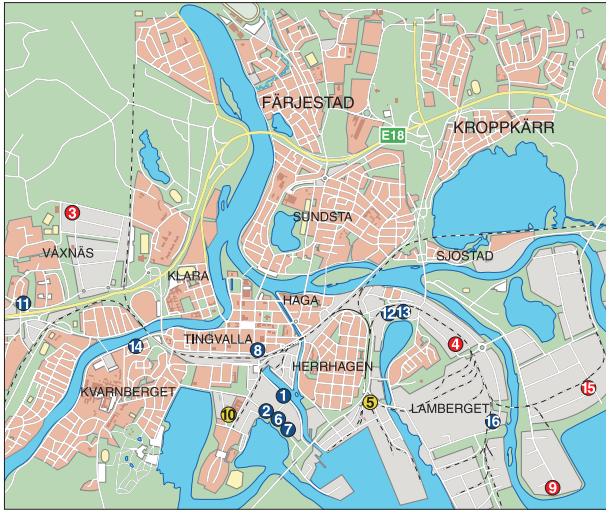 FÄRJESTAD
E18
KROPPKÄRR
3
SUNDSTA
VÄXNÄS
SJÖSTAD
KLARA
HAGA
11
12
13
TINGVALLA
14
8
4
HERRHAGEN
KVARNBERGET
15
1
5
10
2
LAMBERGET
6
16
7
9